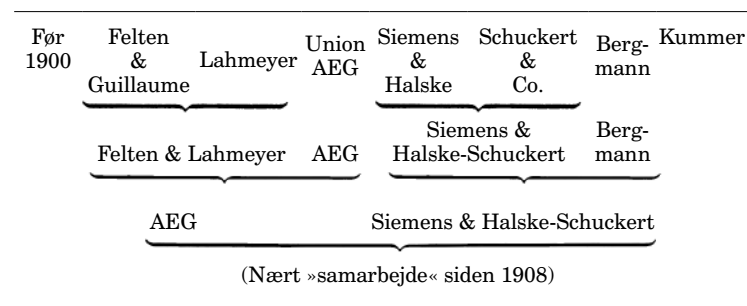 Før 1900
Felten & Guillaume
Lahmeyer
Union AEG
Siemens & Halske
Schuckert & Co.
Berg-
mann
Kummer
Felten & Lahmeyer
AEG
Siemens &
Halske-Schuckert
Berg-
mann
AEG
Siemens & Halske-Schuckert
(Nært »samarbejde« siden 1908)